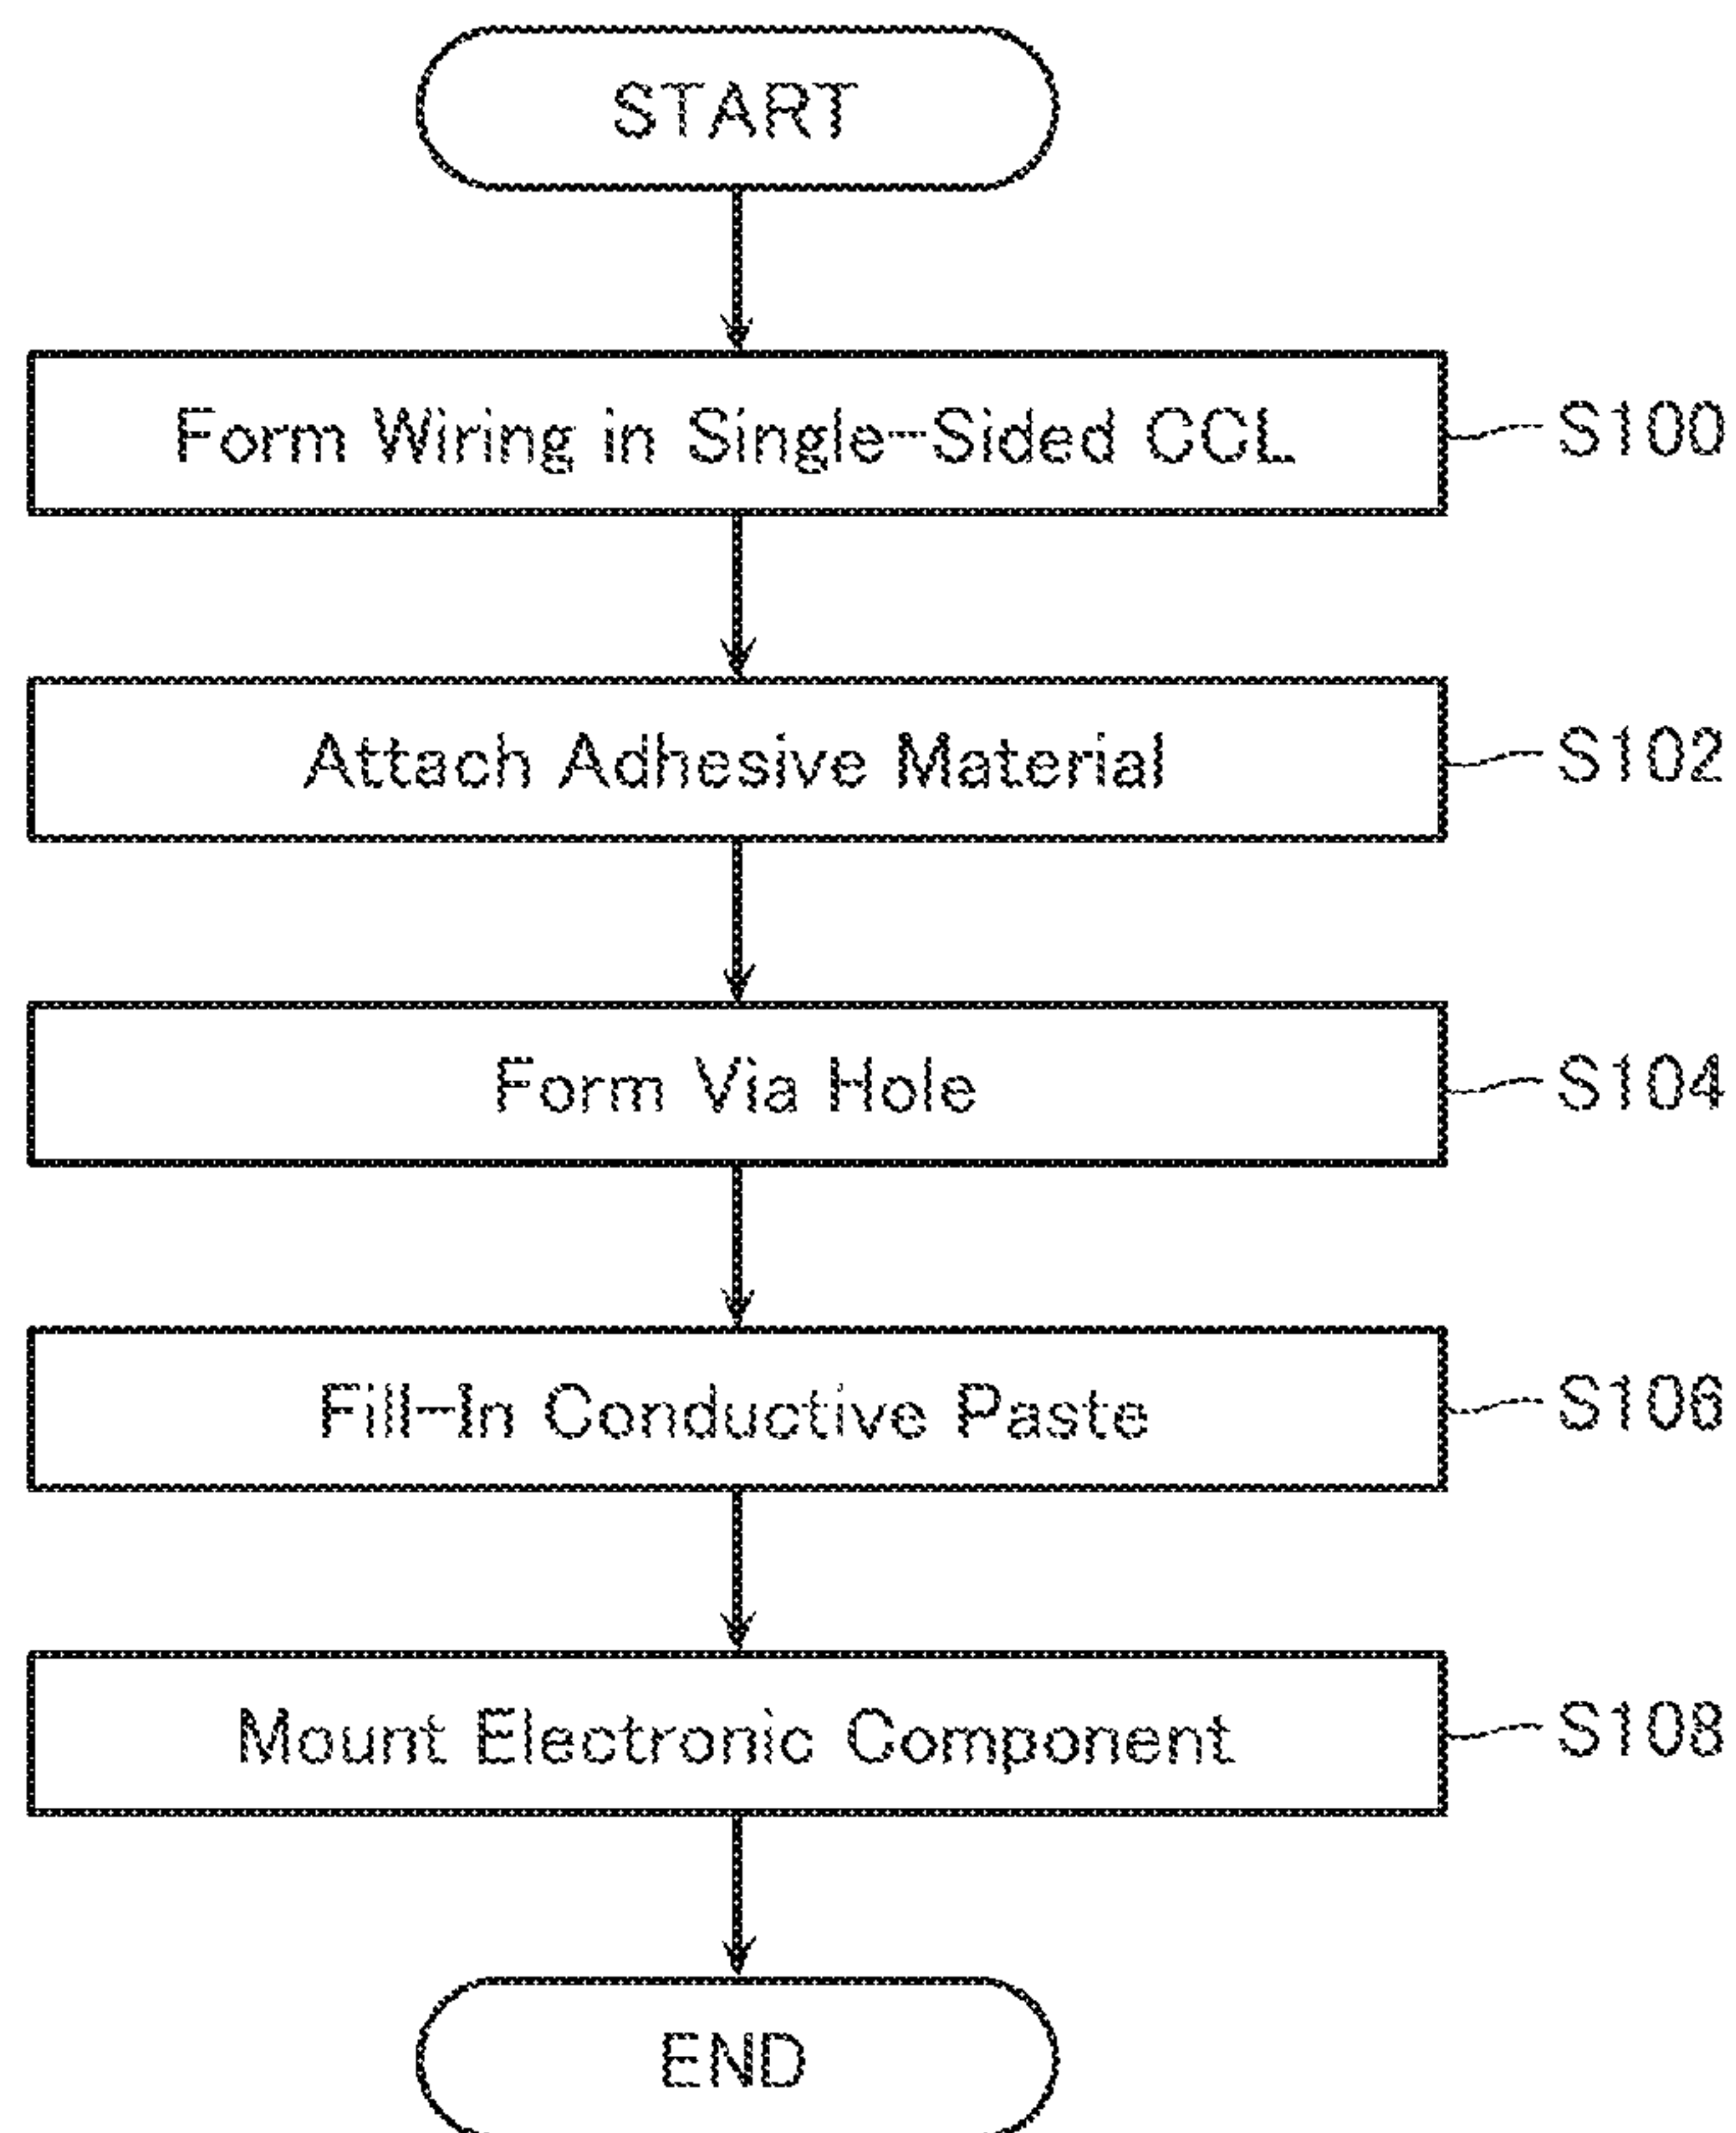 START
Form Wiring in Single-Sided CCL
S100
Attach Adhesive Material
S102
Form Via Hole
S104
Fill-In Conductive Paste
S106
Mount Electronic Component
S108
END